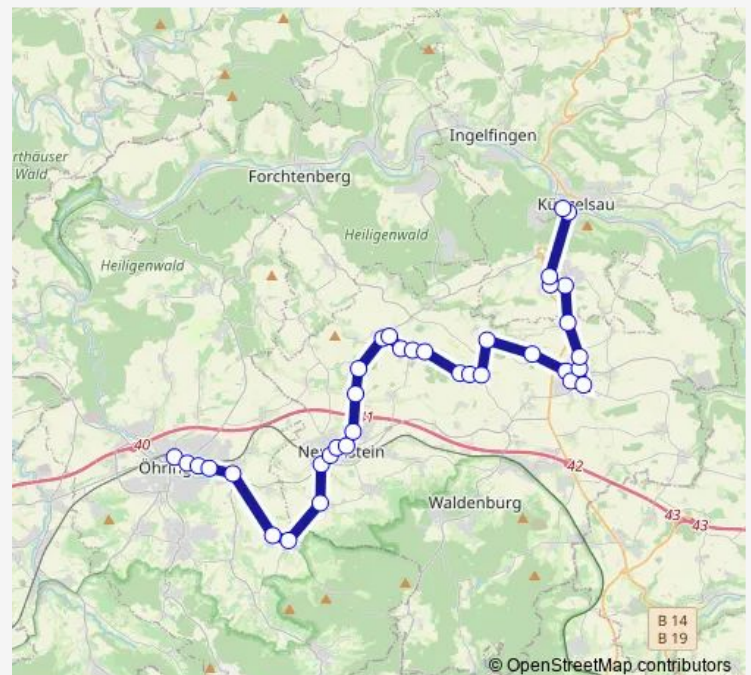 Ingelfingen
rthäuser
Wald
Forchtenberg
Heiligenwald
Heiligenwald
41
40
42
Waldenburg
43
43
B 14
B 19
© OpenStreetMap contributors